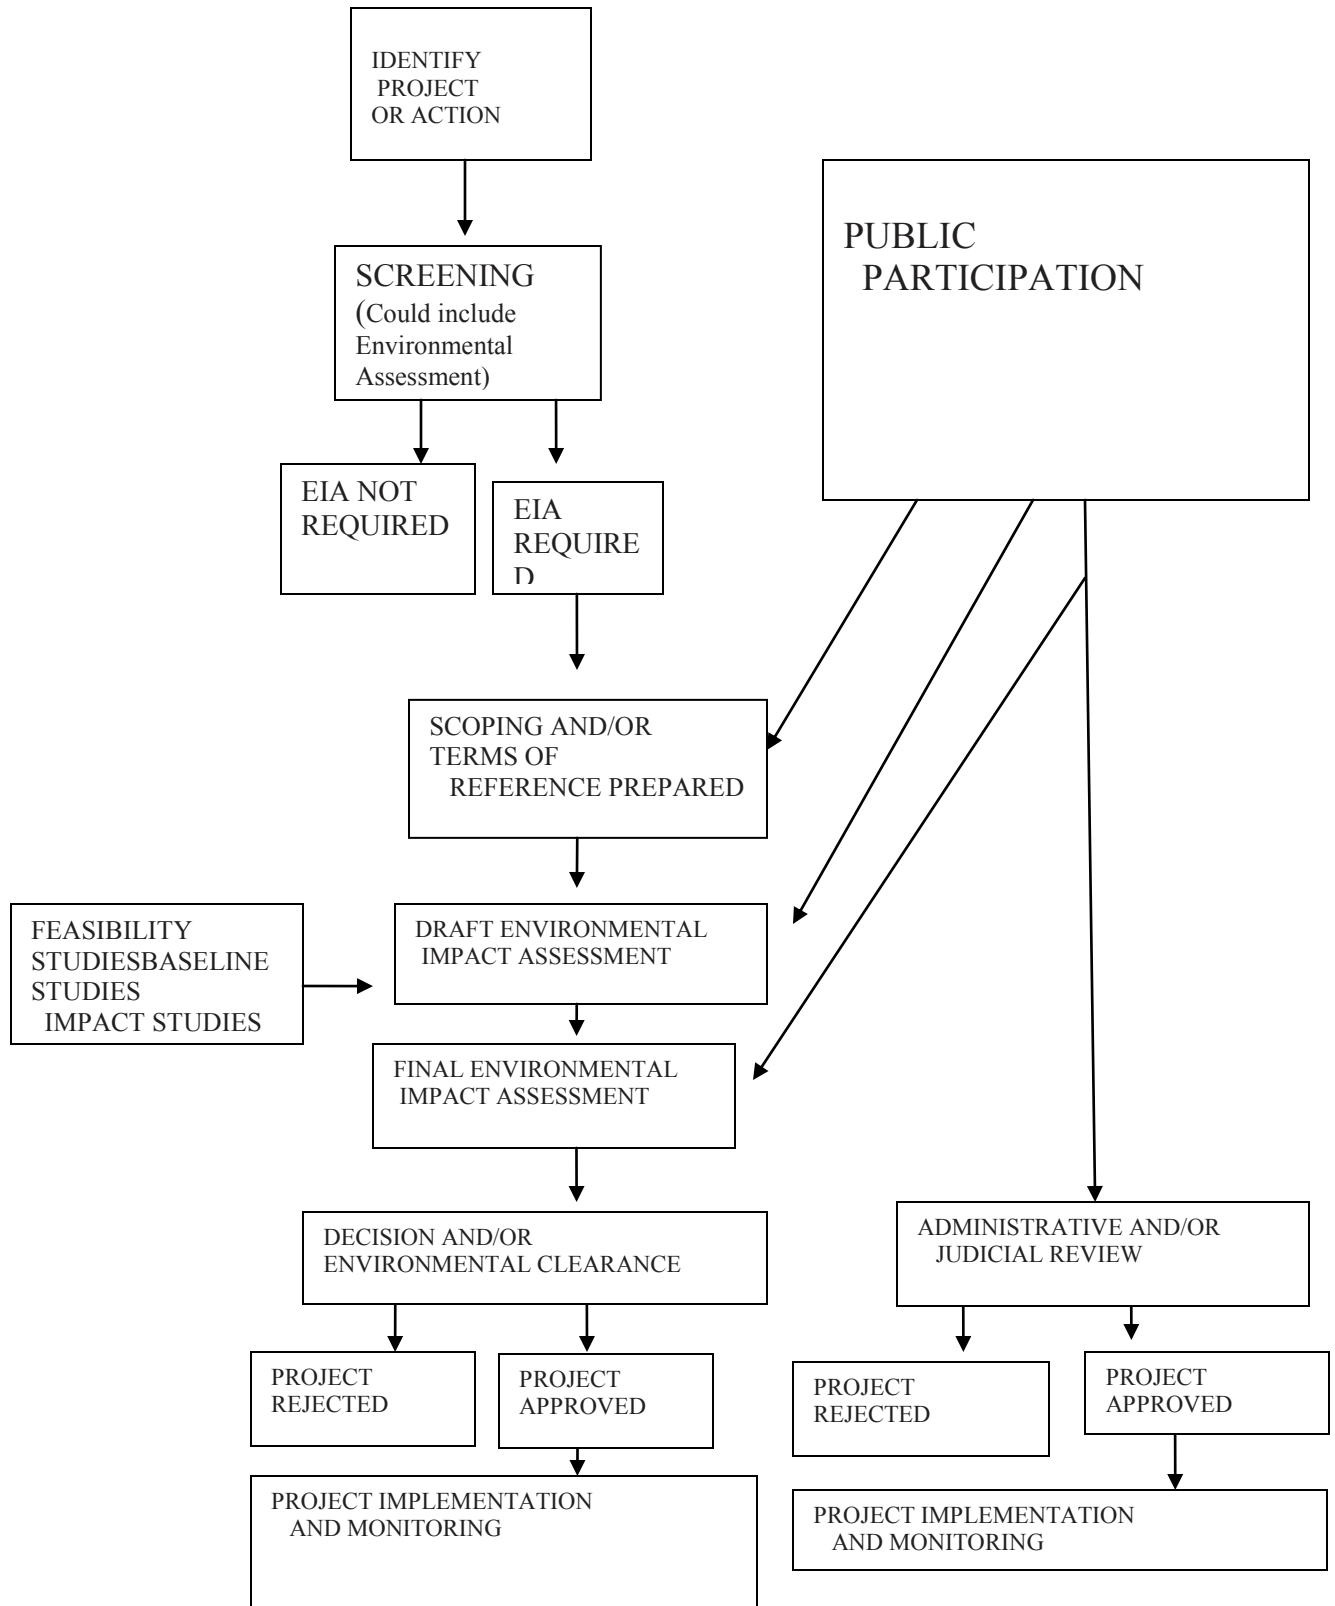 IDENTIFY
PROJECT
OR ACTION
PUBLIC
PARTICIPATION
SCREENING
(Could include
Environmental
Assessment)
EIA NOT
REQUIRED
EIA
REQUIRE
D
SCOPING AND/OR
TERMS OF
REFERENCE PREPARED
FEASIBILITY
STUDIESBASELINE
STUDIES
IMPACT STUDIES
DRAFT ENVIRONMENTAL
IMPACT ASSESSMENT
FINAL ENVIRONMENTAL
IMPACT ASSESSMENT
DECISION AND/OR
ENVIRONMENTAL CLEARANCE
ADMINISTRATIVE AND/OR
JUDICIAL REVIEW
PROJECT
REJECTED
PROJECT
APPROVED
PROJECT
REJECTED
PROJECT
APPROVED
PROJECT IMPLEMENTATION
AND MONITORING
PROJECT IMPLEMENTATION
AND MONITORING